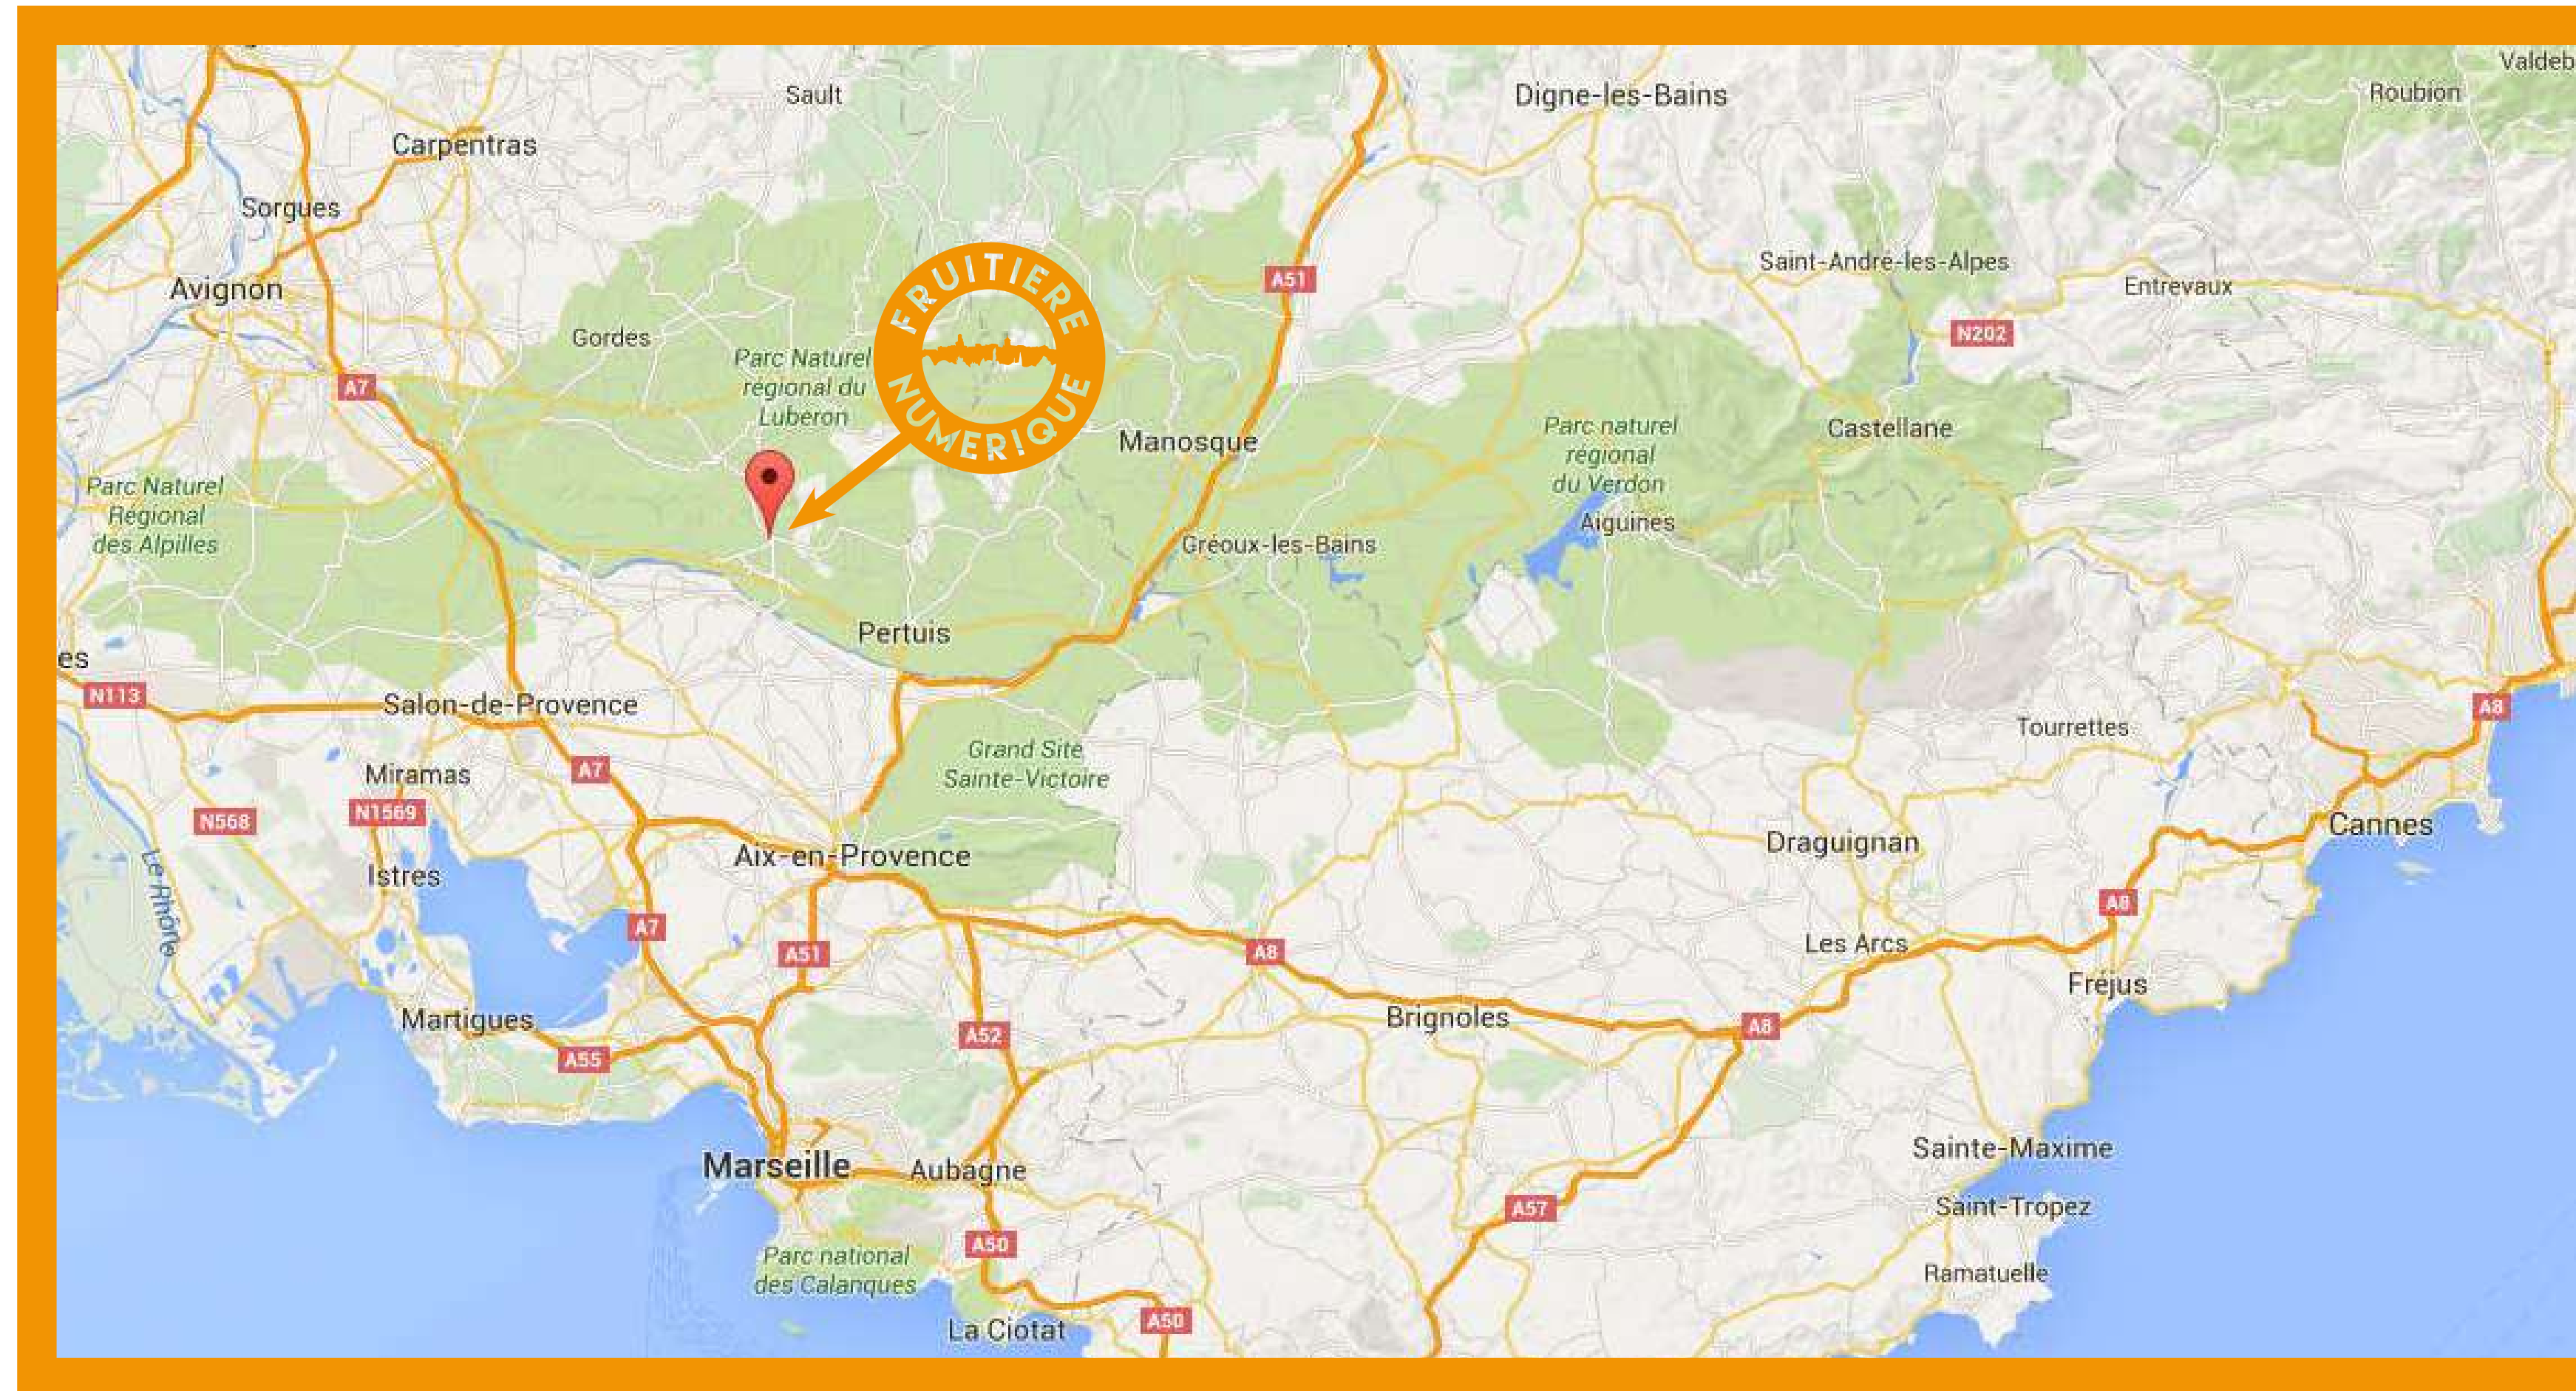 Valdeb
Sault
Digne-les-Bains
Roubion
Carpentras
Sorgues
FRUITIERE
NUMERIQUE
Saint-André-les-Alpes
A51
Avignon
Entrevaux
Gordes
N202
Parc Naturel
régional du
Luberon
A7
Manosque
Parc naturel
régional
du Verdon
Castellane
Parc Naturel
Régional
des Alpilles
Aiguines
Gréoux-les-Bains
Pertuis
es
N113
Salon-de-Provence
A8
Tourrettes
Grand Site
Sainte-Victoire
A7
Miramas
N1569
N568
Cannes
Draguignan
Aix-en-Provence
Istres
Le Rhône
A8
A7
A51
A8
Les Arcs
Fréjus
Martigues
Brignoles
A8
A52
A55
Sainte-Maxime
Marseille
Aubagne
A57
Saint-Tropez
A50
Parc national
des Calanques
Ramatuelle
A50
La Ciotat